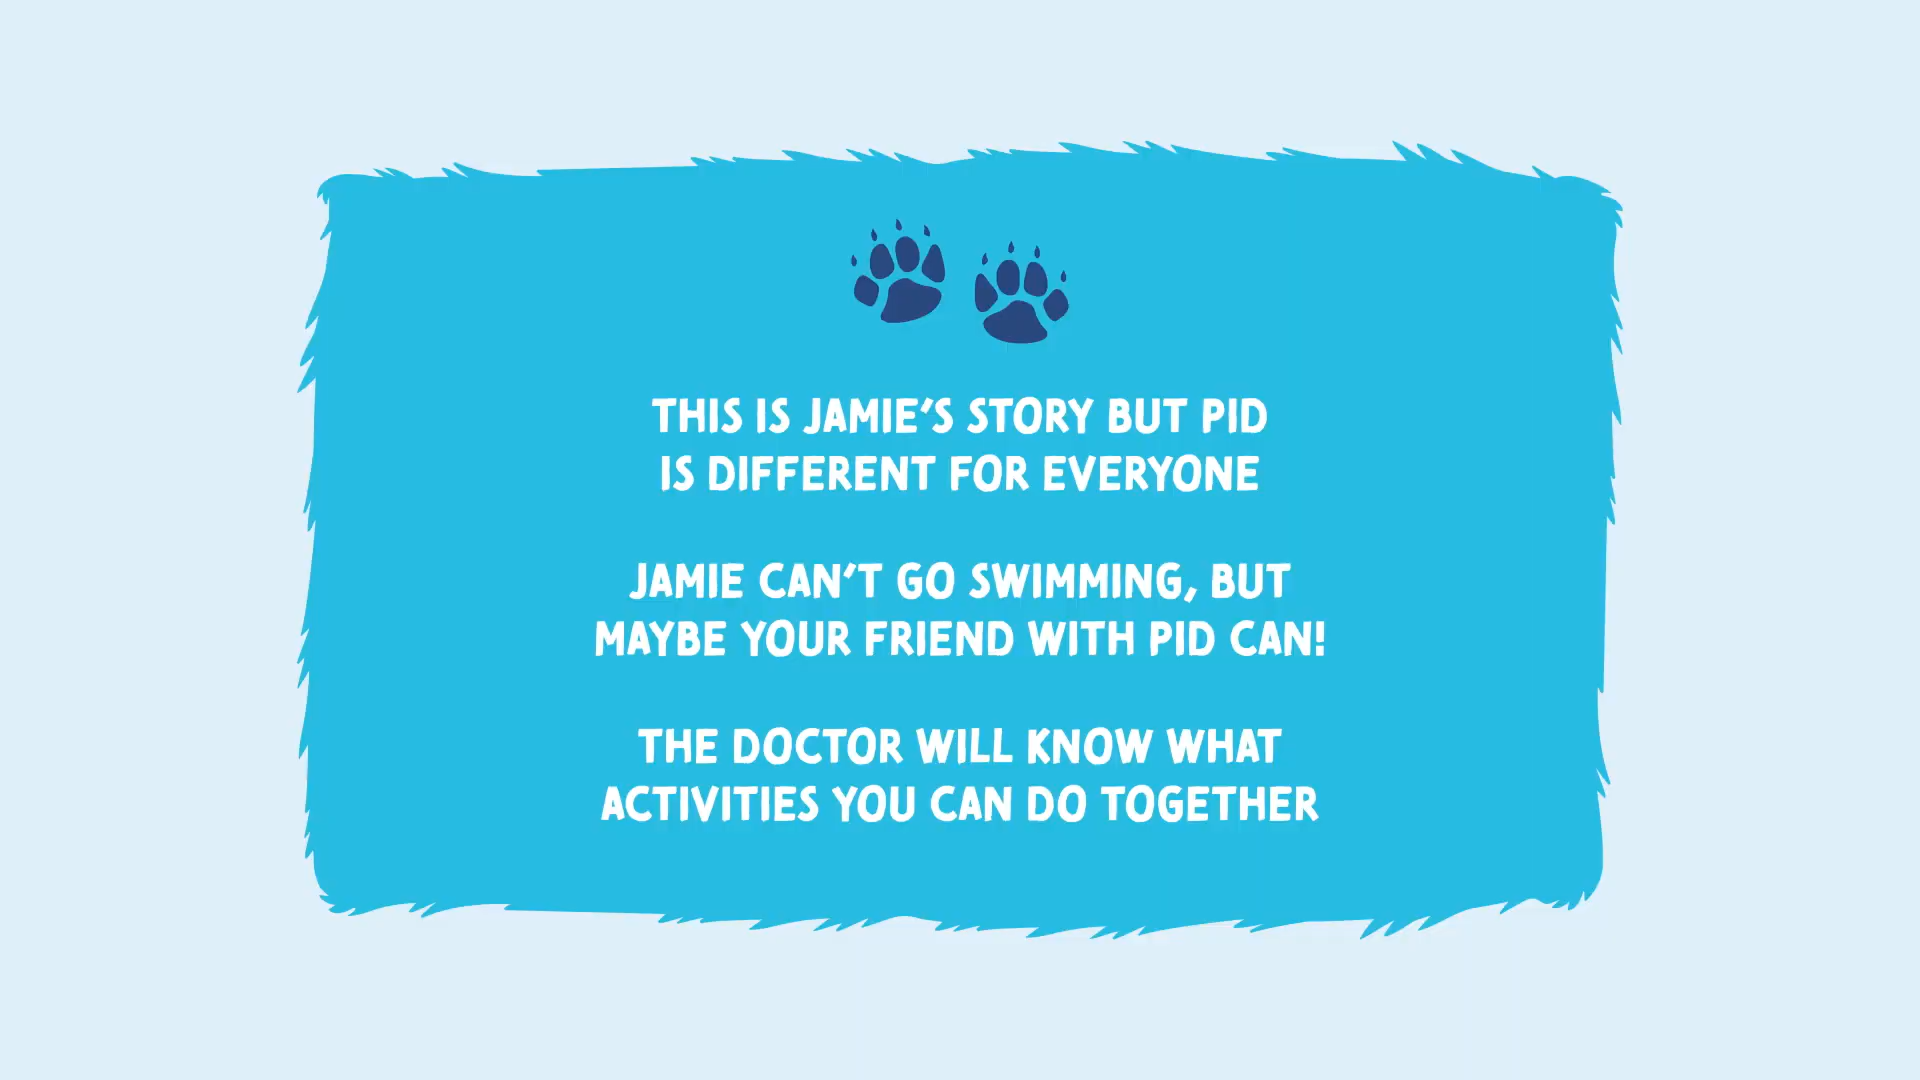 THIS IS JAMIE'S STORY BUT PID
IS DIFFERENT FOR EVERYONE
JAMIE CAN'T GO SWIMMING, BUT
MAYBE YOUR FRIEND WITH PID CAN!
THE DOCTOR WILL KNOW WHAT
ACTIVITIES YOU CAN DO TOGETHER